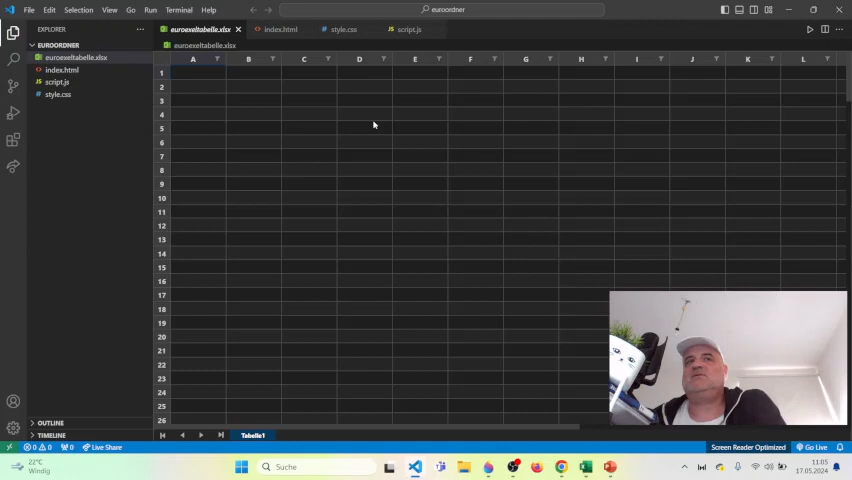 File Edit Selection View Go Run Terminal Help
euroordner
EXPLORER
EUROORDNER
euroexeltabelle.xlsx
index.html
script.js
style.css
OUTLINE
TIMELINE
euroexeltabelle.xlsx index.html style.css script.js
euroexeltabelle.xlsx
A B C D E F G H I J K L
1
2
3
4
5
6
7
8
9
10
11
12
13
14
15
16
17
18
19
20
21
22
23
24
25
26
Tabelle1
0 0 0 Live Share
Screen Reader Optimized Go Live
22°C
Windig
Suche
11:05
17.05.2024